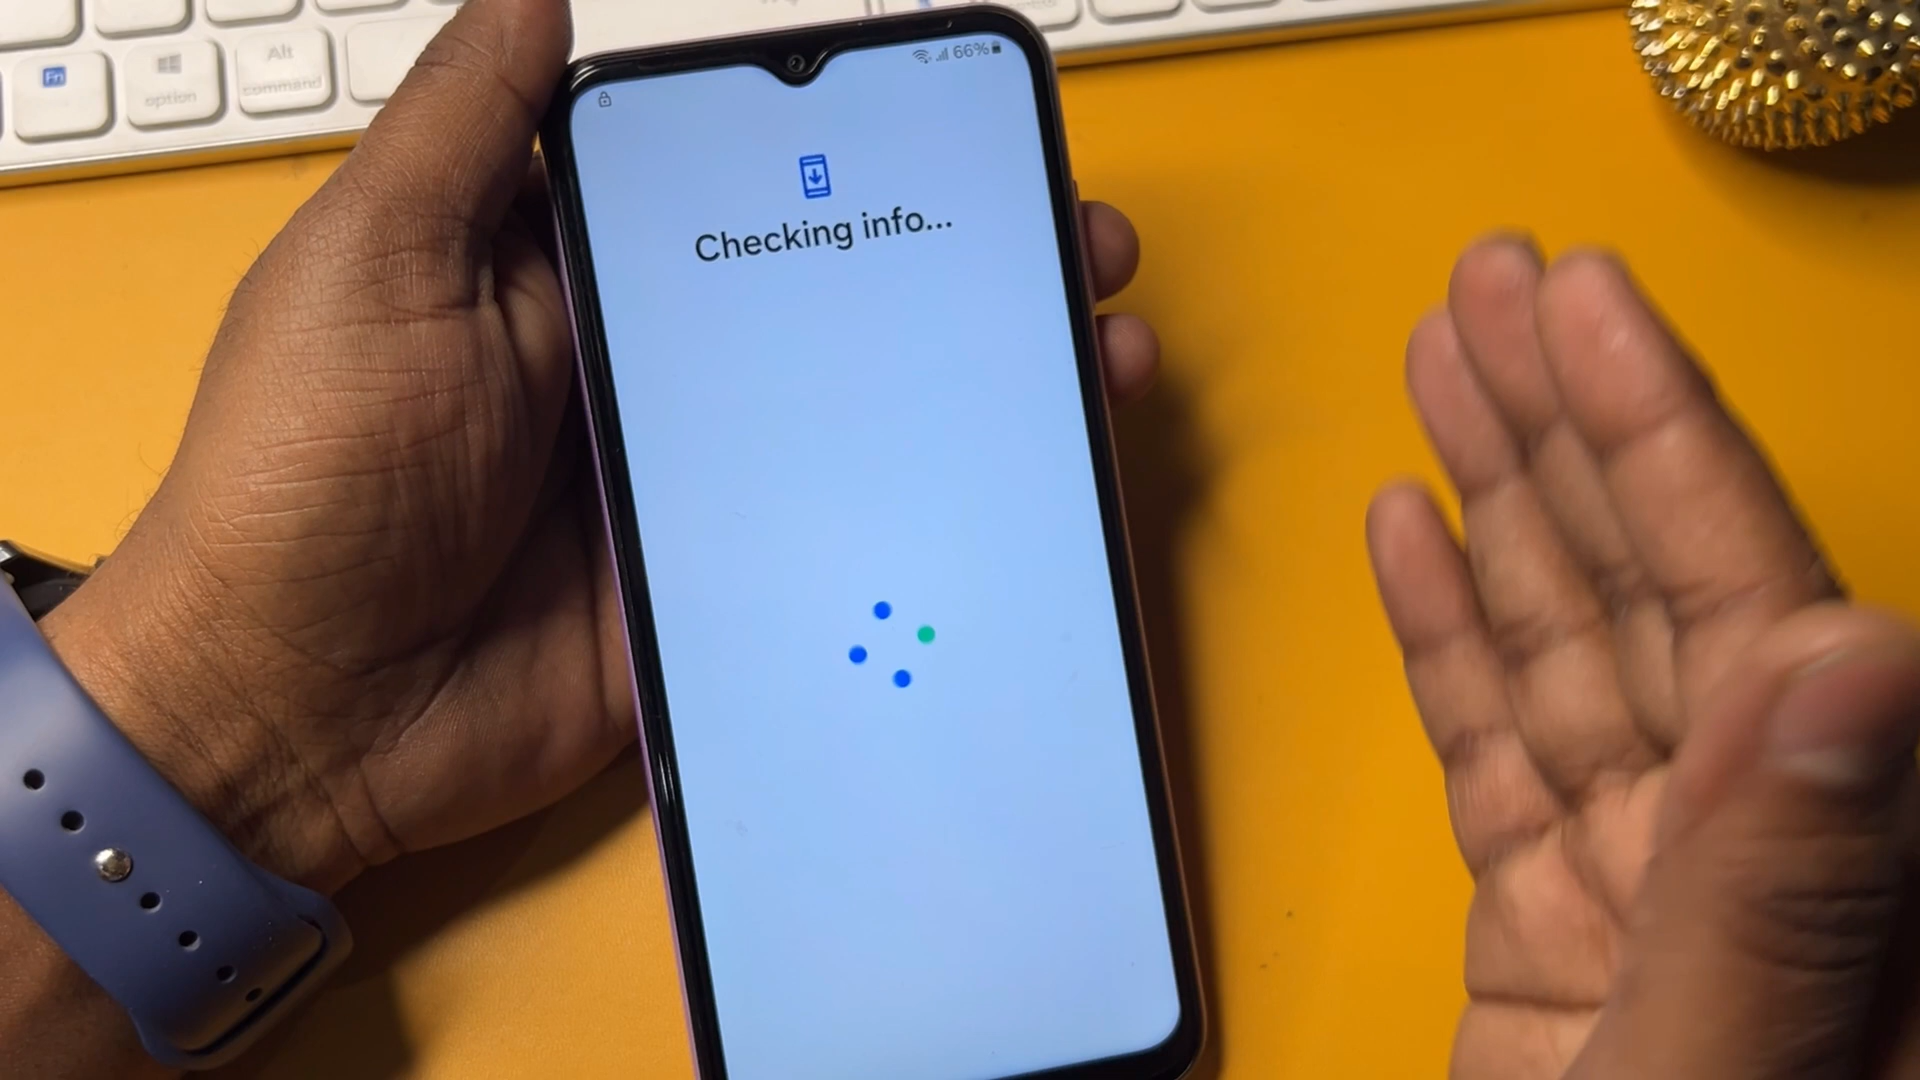 Fn
Alt
option
command
66%
Checking info...